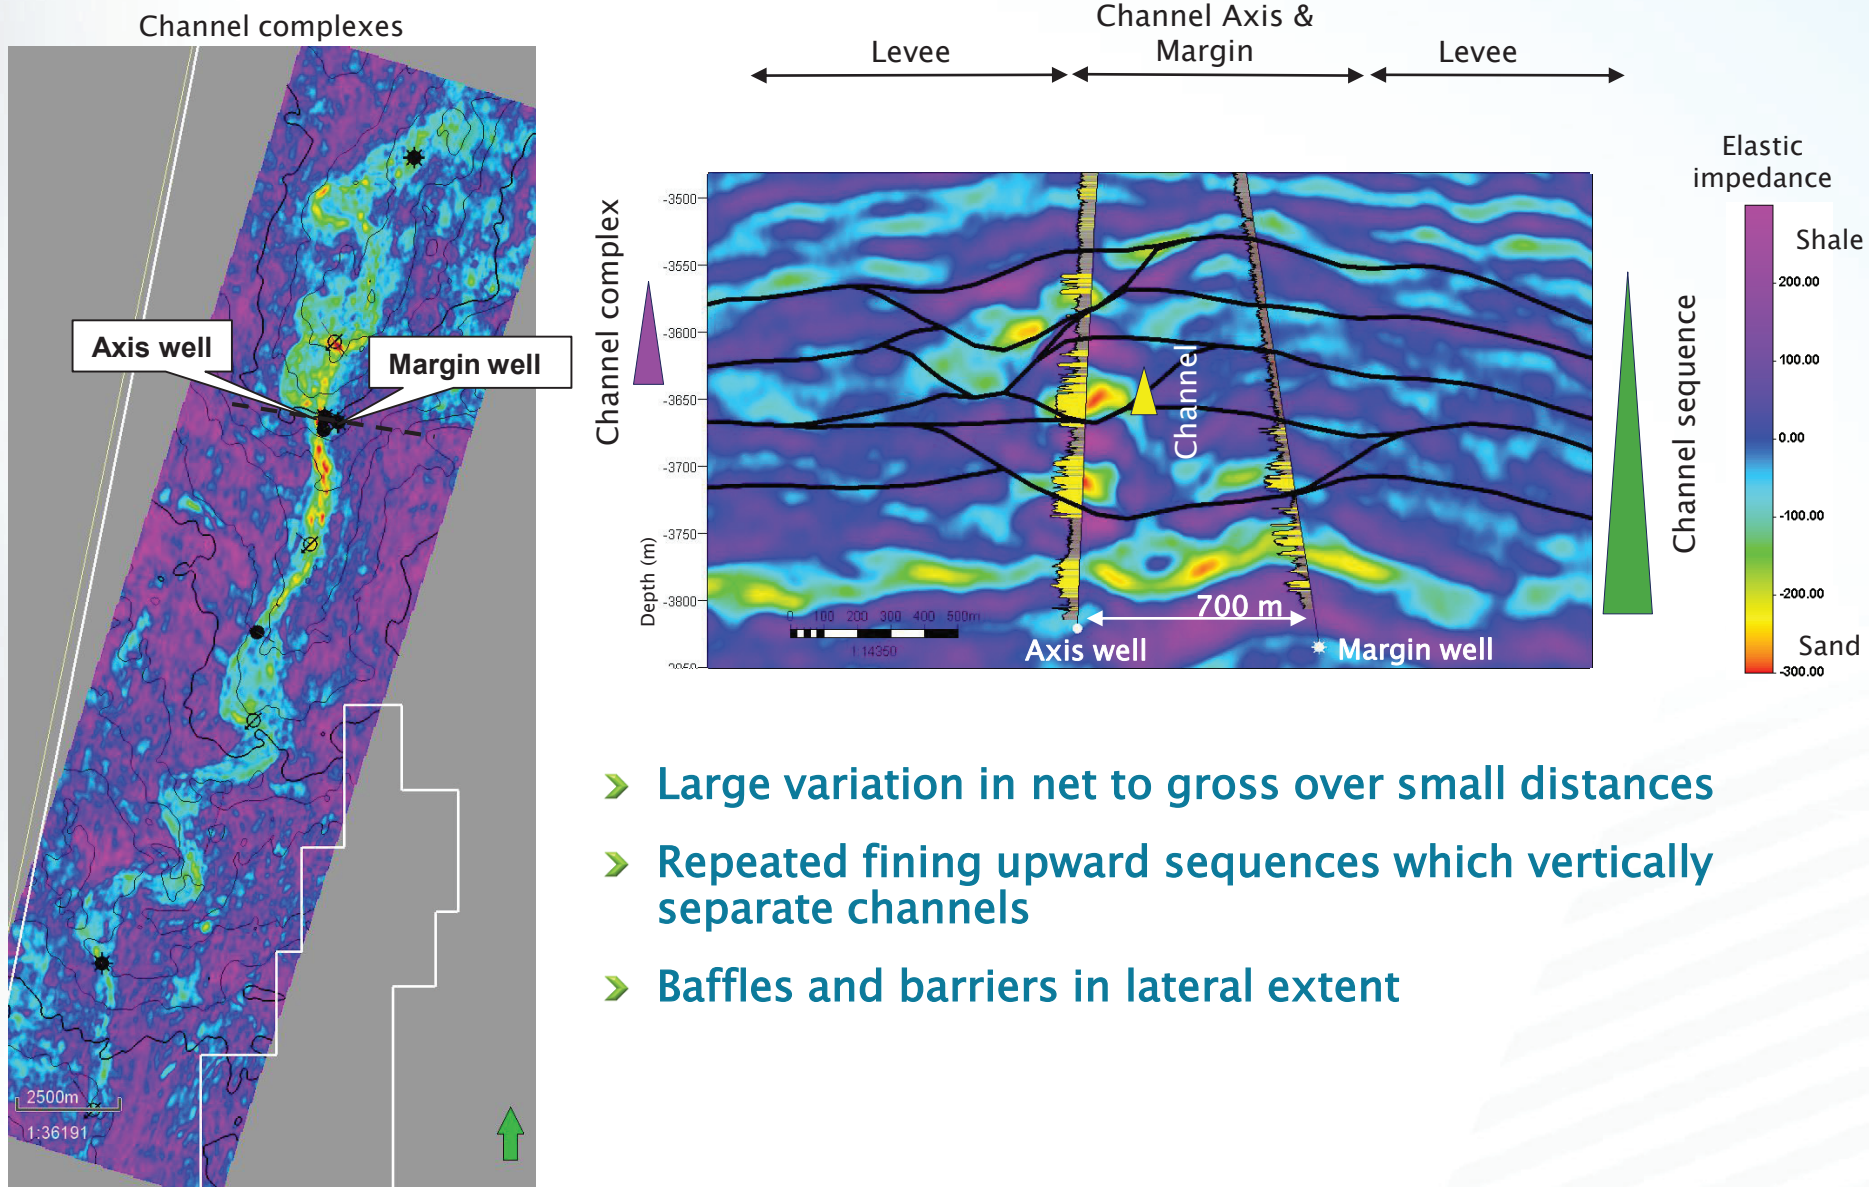 Channel complexes
Axis well
Margin well
2500m
1:36191
Channel Axis &
Margin
Levee
Levee
Channel complex
Depth (m)
-3500
-3550
-3600
-3650
-3700
-3750
-3800
Channel
0 100 200 300 400 500m
1:14350
700 m
Axis well
Margin well
Channel sequence
Elastic
impedance
Shale
200.00
100.00
0.00
-100.00
-200.00
Sand
-300.00
Large variation in net to gross over small distances
Repeated fining upward sequences which vertically
separate channels
Baffles and barriers in lateral extent